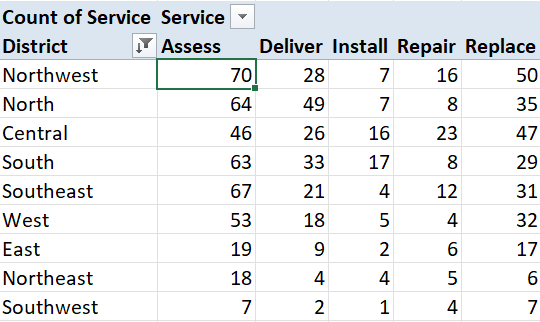 Count of Service Service
District Assess Deliver Install Repair Replace
Northwest 70 28 7 16 50
North 64 49 7 8 35
Central 46 26 16 23 47
South 63 33 17 8 29
Southeast 67 21 4 12 31
West 53 18 5 4 32
East 19 9 2 6 17
Northeast 18 4 4 5 6
Southwest 7 2 1 4 7